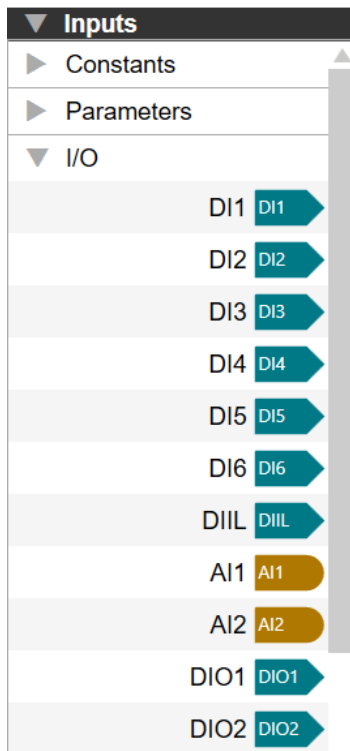 Inputs
Constants
Parameters
I/O
DI1 DI1
DI2 DI2
DI3 DI3
DI4 DI4
DI5 DI5
DI6 DI6
DIIL DIIL
AI1 AI1
AI2 AI2
DIO1 DIO1
DIO2 DIO2